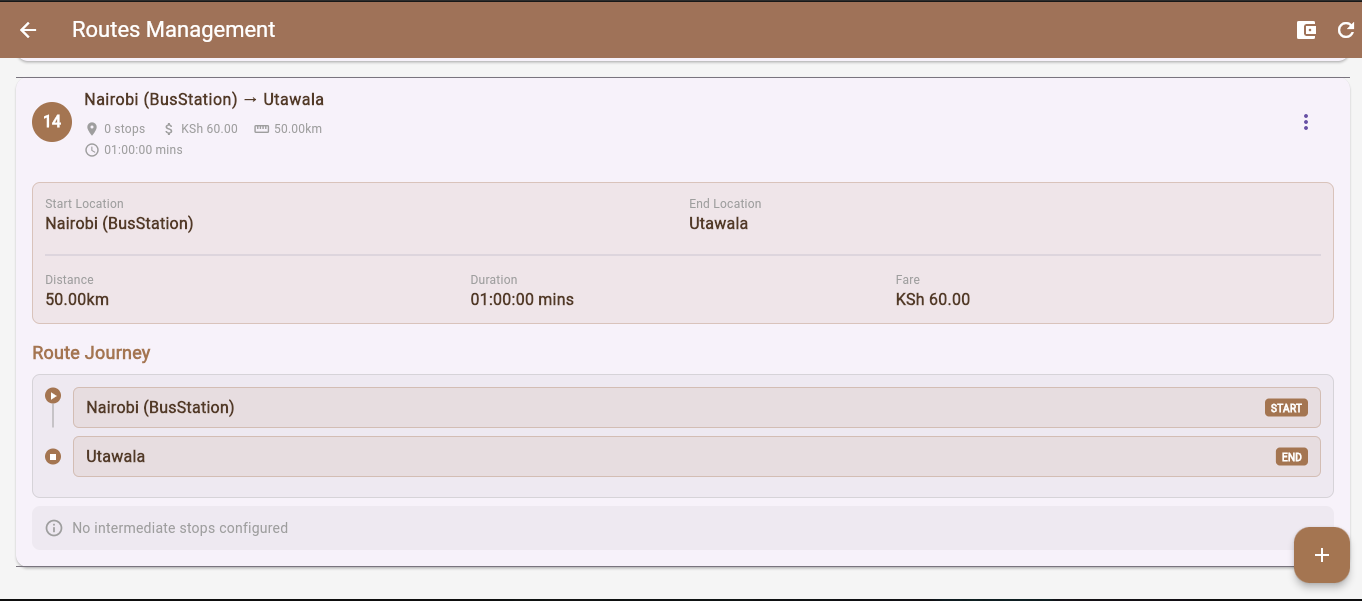 Routes Management
14
Nairobi (BusStation) → Utawala
0 stops KSh 60.00 50.00km
01:00:00 mins
Start Location End Location
Nairobi (BusStation) Utawala
Distance Duration Fare
50.00km 01:00:00 mins KSh 60.00
Route Journey
Nairobi (BusStation) START
Utawala END
No intermediate stops configured